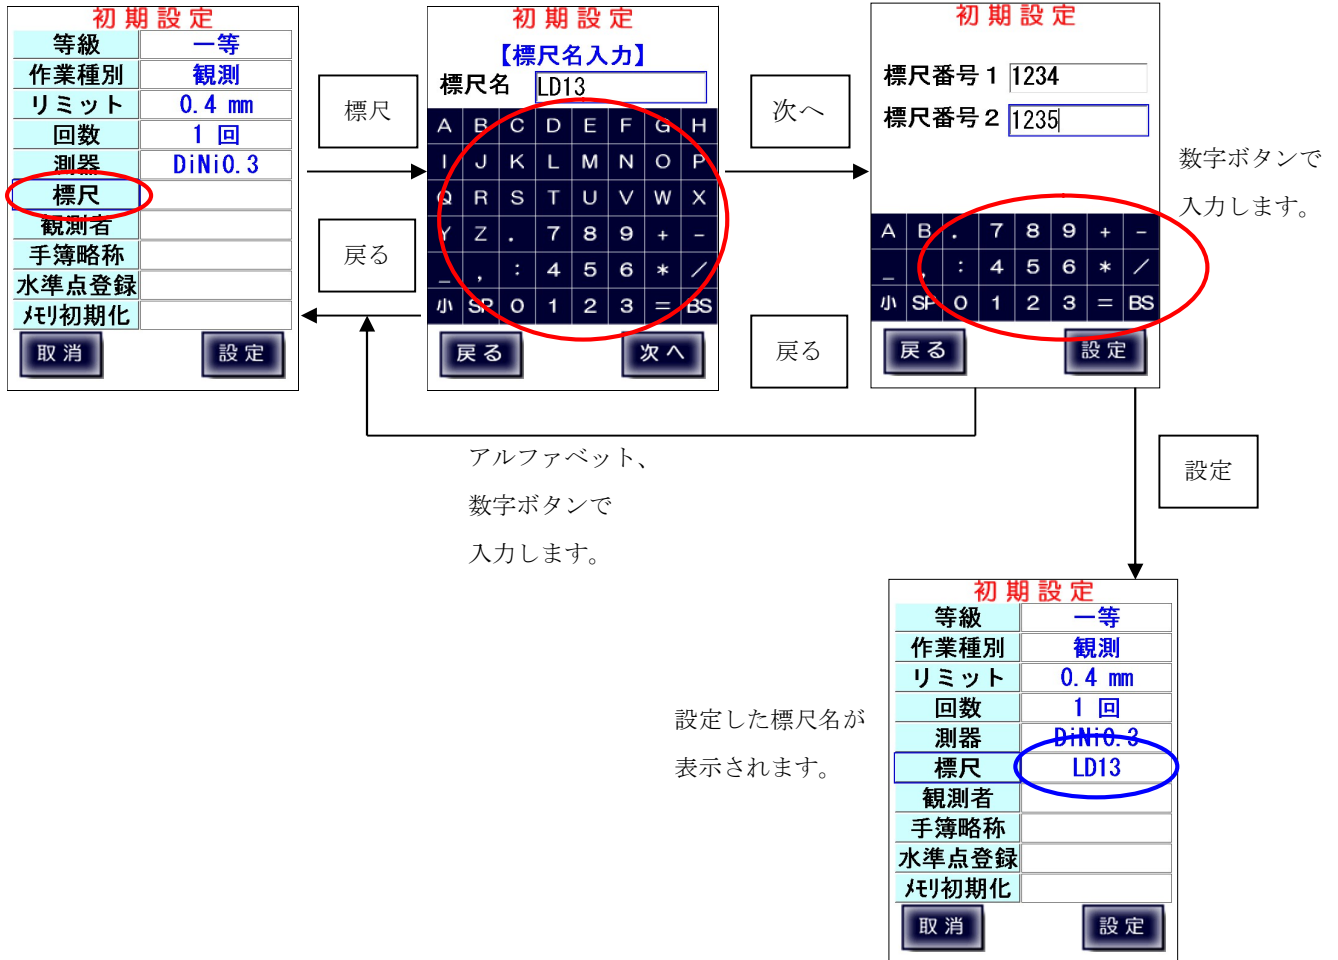 初期設定
等級 一等
作業種別 観測
リミット 0.4 mm
回数 1 回
測器 DiNi0.3
標尺
観測者
手簿略称
水準点登録
ﾒﾓﾘ初期化
取消 設定
標尺
戻る
初期設定
【標尺名入力】
標尺名 LD13
A B C D E F G H
I J K L M N O P
Q R S T U V W X
Y Z . 7 8 9 + -
_ , : 4 5 6 * /
小 SP 0 1 2 3 = BS
戻る 次へ
アルファベット、
数字ボタンで
入力します。
次へ
戻る
初期設定
標尺番号1 1234
標尺番号2 1235
A B . 7 8 9 + -
_ , : 4 5 6 * /
小 SP 0 1 2 3 = BS
戻る 設定
数字ボタンで
入力します。
設定
設定した標尺名が
表示されます。
初期設定
等級 一等
作業種別 観測
リミット 0.4 mm
回数 1 回
測器 DiNi0.3
標尺 LD13
観測者
手簿略称
水準点登録
ﾒﾓﾘ初期化
取消 設定